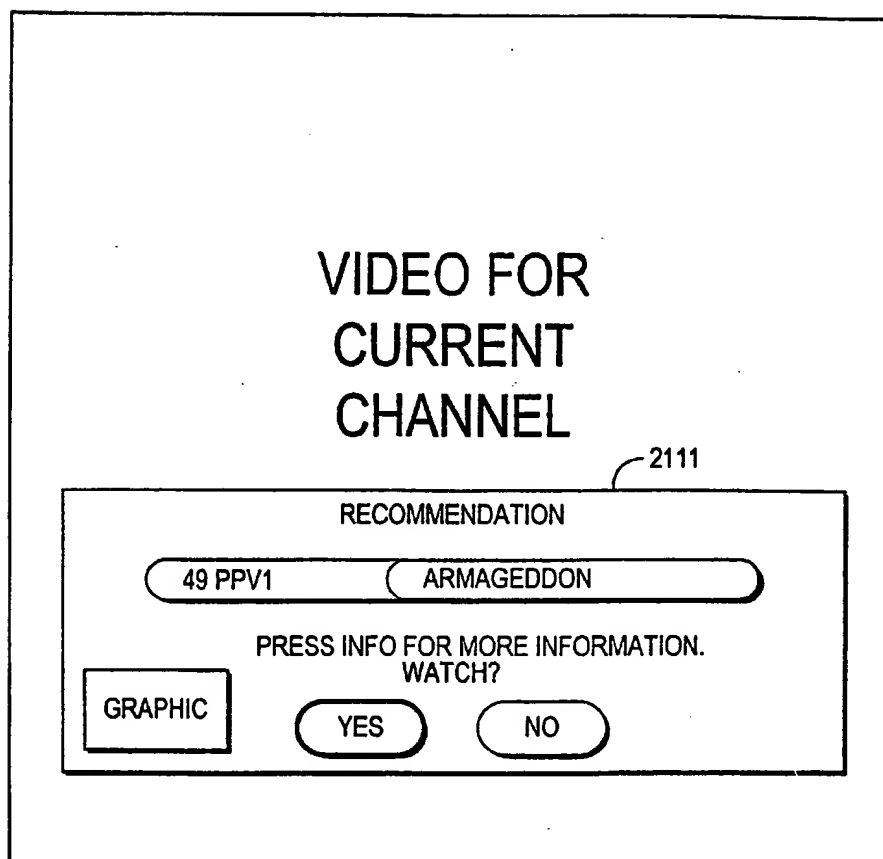 VIDEO FOR
CURRENT
CHANNEL
2111
RECOMMENDATION
49 PPV1 ARMAGEDDON
PRESS INFO FOR MORE INFORMATION.
WATCH?
GRAPHIC YES NO